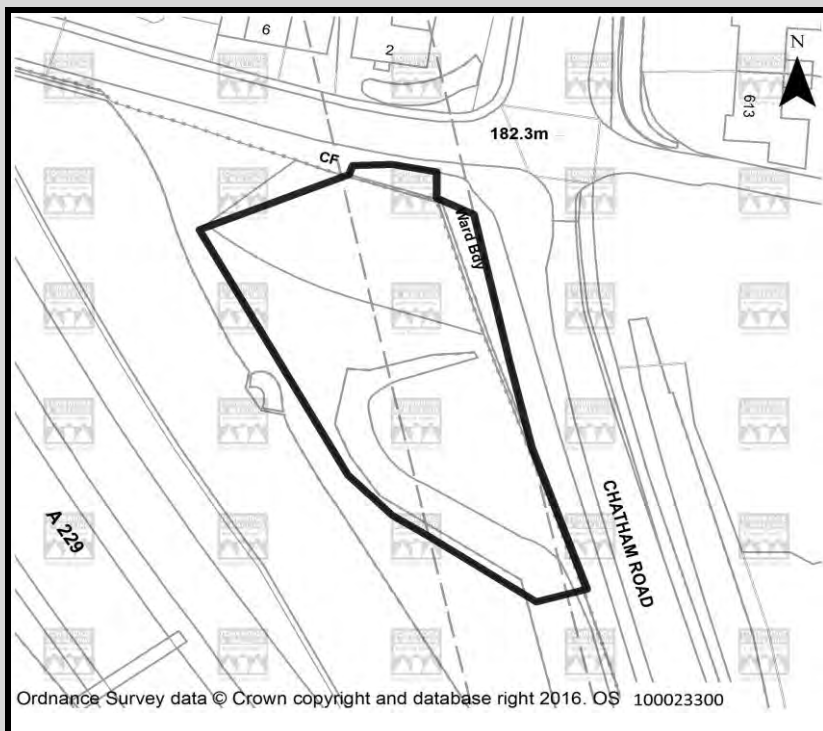 6
2
613
N
182.3m
CF
Ward Bdy
A 229
CHATHAM ROAD
Ordnance Survey data © Crown copyright and database right 2016. OS 100023300